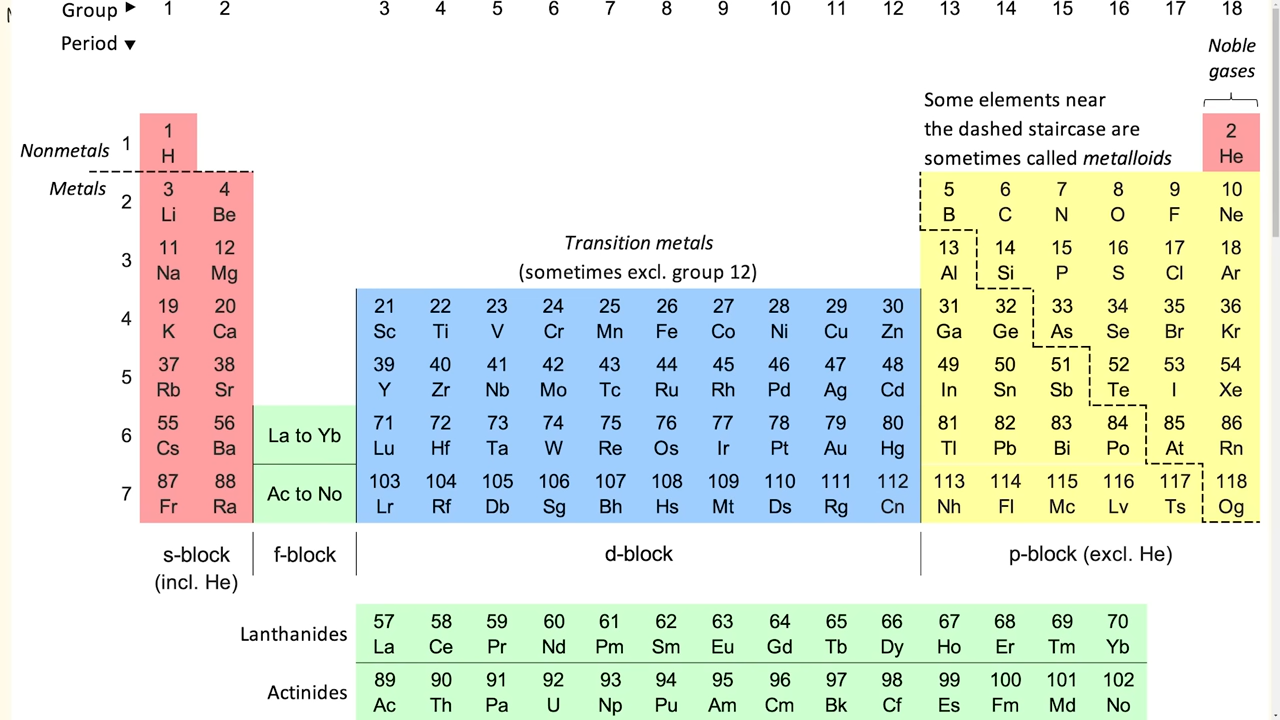 Group ▶ 1 2 3 4 5 6 7 8 9 10 11 12 13 14 15 16 17 18
Period ▼
Noble
gases
Some elements near
the dashed staircase are
sometimes called metalloids
Nonmetals
Metals
1
1 2
H He
2
3 4 5 6 7 8 9 10
Li Be B C N O F Ne
Transition metals
(sometimes excl. group 12)
3
11 12 13 14 15 16 17 18
Na Mg Al Si P S Cl Ar
4
19 20 21 22 23 24 25 26 27 28 29 30 31 32 33 34 35 36
K Ca Sc Ti V Cr Mn Fe Co Ni Cu Zn Ga Ge As Se Br Kr
5
37 38 39 40 41 42 43 44 45 46 47 48 49 50 51 52 53 54
Rb Sr Y Zr Nb Mo Tc Ru Rh Pd Ag Cd In Sn Sb Te I Xe
6
55 56 71 72 73 74 75 76 77 78 79 80 81 82 83 84 85 86
Cs Ba La to Yb Lu Hf Ta W Re Os Ir Pt Au Hg Tl Pb Bi Po At Rn
7
87 88 103 104 105 106 107 108 109 110 111 112 113 114 115 116 117 118
Fr Ra Ac to No Lr Rf Db Sg Bh Hs Mt Ds Rg Cn Nh Fl Mc Lv Ts Og
s-block
(incl. He)
f-block
d-block
p-block (excl. He)
Lanthanides
57 58 59 60 61 62 63 64 65 66 67 68 69 70
La Ce Pr Nd Pm Sm Eu Gd Tb Dy Ho Er Tm Yb
Actinides
89 90 91 92 93 94 95 96 97 98 99 100 101 102
Ac Th Pa U Np Pu Am Cm Bk Cf Es Fm Md No